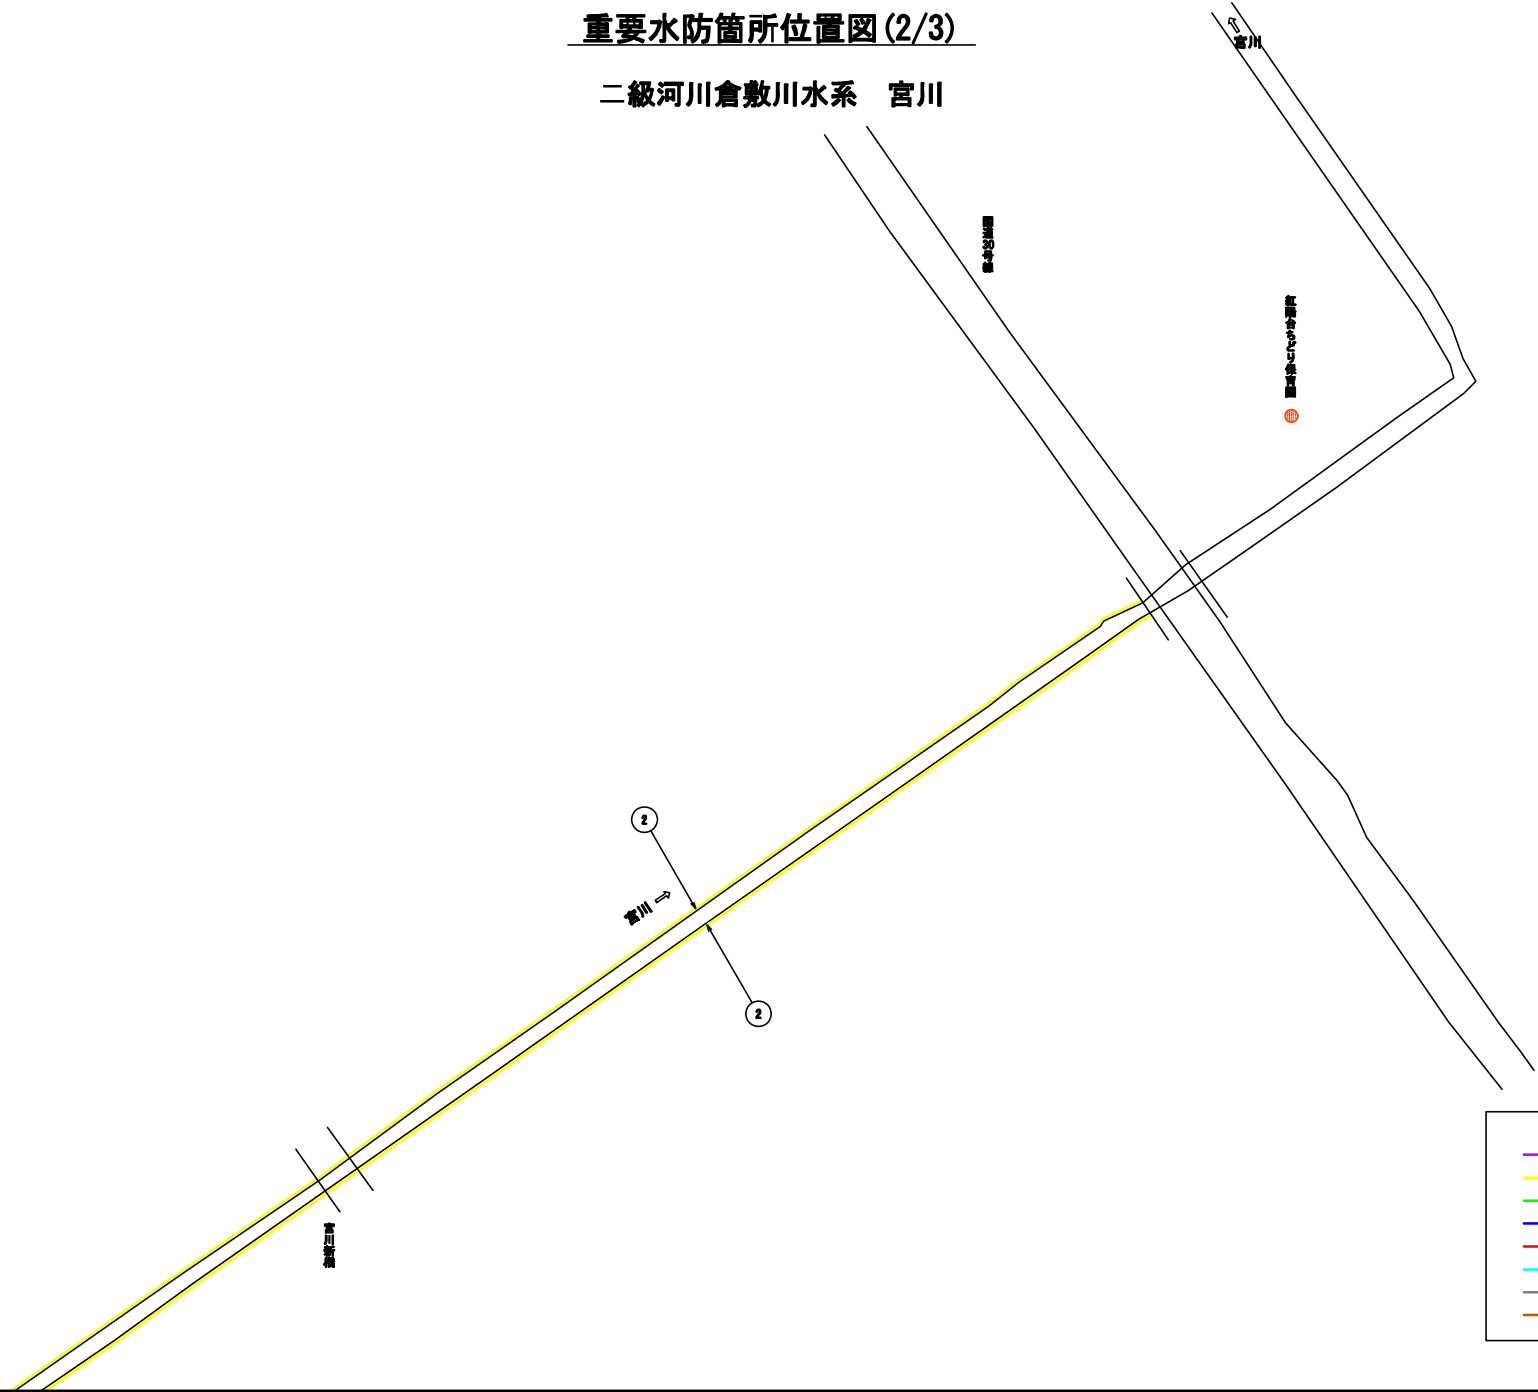 重要水防箇所位置図(2/3)
二級河川倉敷川水系　宮川
宮川
国道30号線
紅陽台ちどり保育園
2
宮川
2
宮川新橋